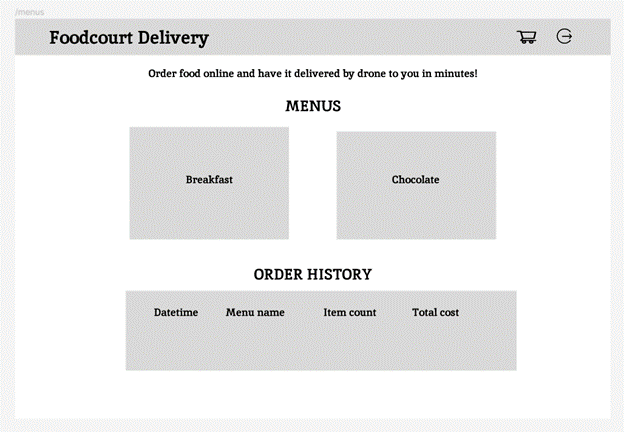 /menus
Foodcourt Delivery
Order food online and have it delivered by drone to you in minutes!
MENUS
Breakfast Chocolate
ORDER HISTORY
Datetime Menu name Item count Total cost